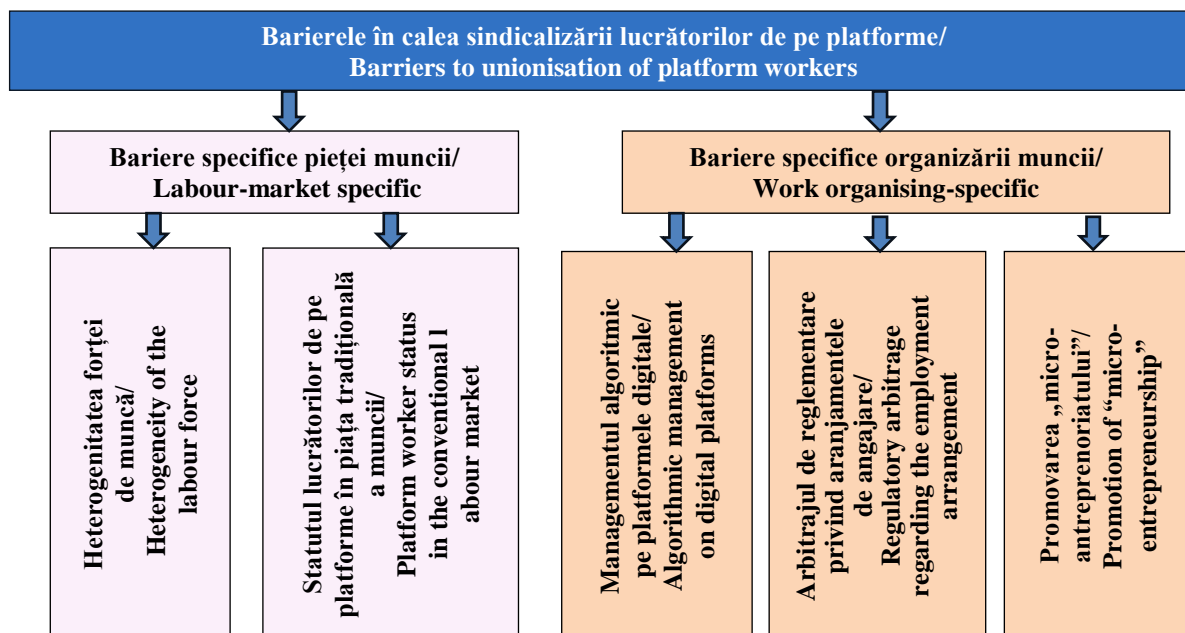 Barierele în calea sindicalizării lucrătorilor de pe platforme/
Barriers to unionisation of platform workers
Bariere specifice pieței muncii/
Labour-market specific
Bariere specifice organizării muncii/
Work organising-specific
Heterogenitatea forței
de muncă/
Heterogeneity of the
labour force
Statutul lucrătorilor de pe
platforme în piața tradițională
a muncii/
Platform worker status
in the conventional l
abour market
Managementul algoritmic
pe platformele digitale/
Algorithmic management
on digital platforms
Arbitrajul de reglementare
privind aranjamentele
de angajare/
Regulatory arbitrage
regarding the employment
arrangement
Promovarea „micro-
antreprenoriatului”/
Promotion of “micro-
entrepreneurship”